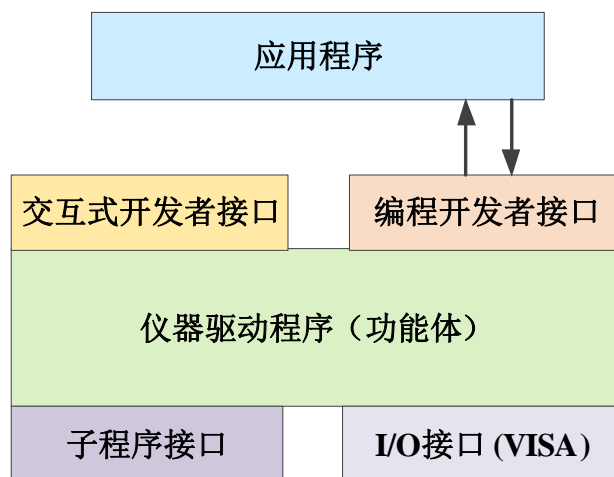 应用程序
交互式开发者接口
编程开发者接口
仪器驱动程序（功能体）
子程序接口
I/O接口(VISA)